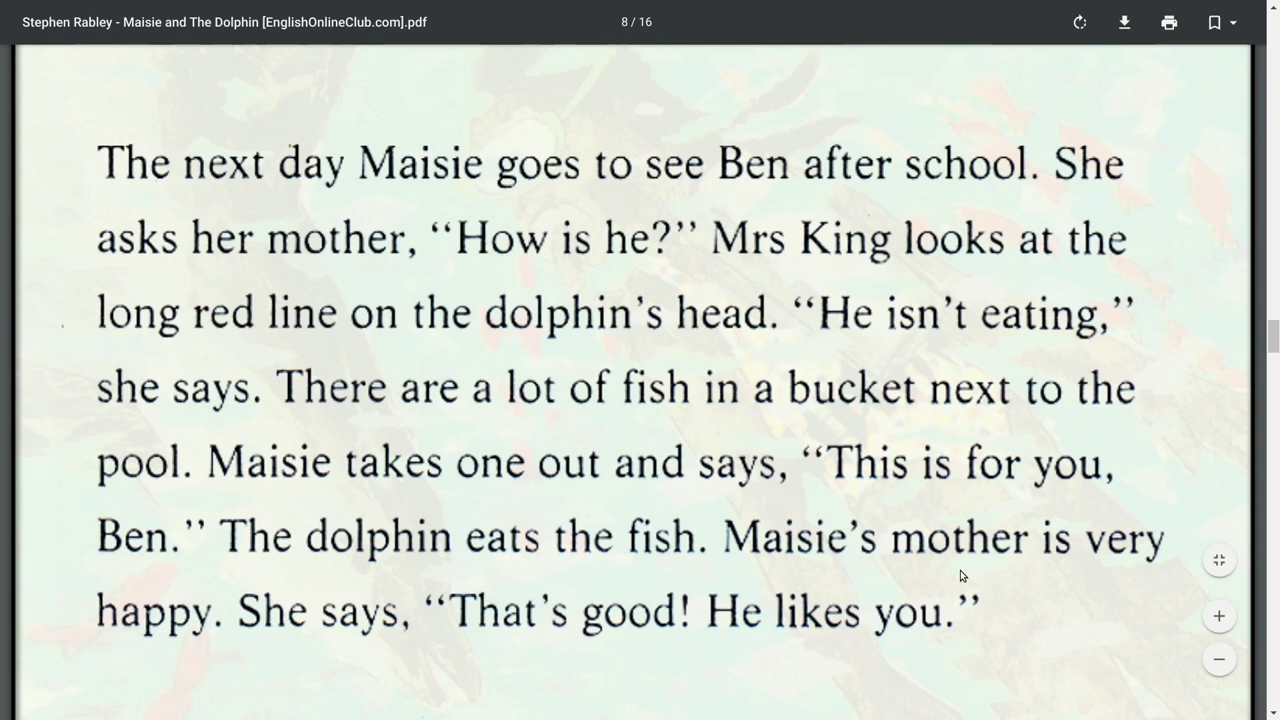 Stephen Rabley - Maisie and The Dolphin [EnglishOnlineClub.com].pdf
8 / 16
The next day Maisie goes to see Ben after school. She
asks her mother, “How is he?” Mrs King looks at the
long red line on the dolphin’s head. “He isn’t eating,”
she says. There are a lot of fish in a bucket next to the
pool. Maisie takes one out and says, “This is for you,
Ben.” The dolphin eats the fish. Maisie’s mother is very
happy. She says, “That’s good! He likes you.”